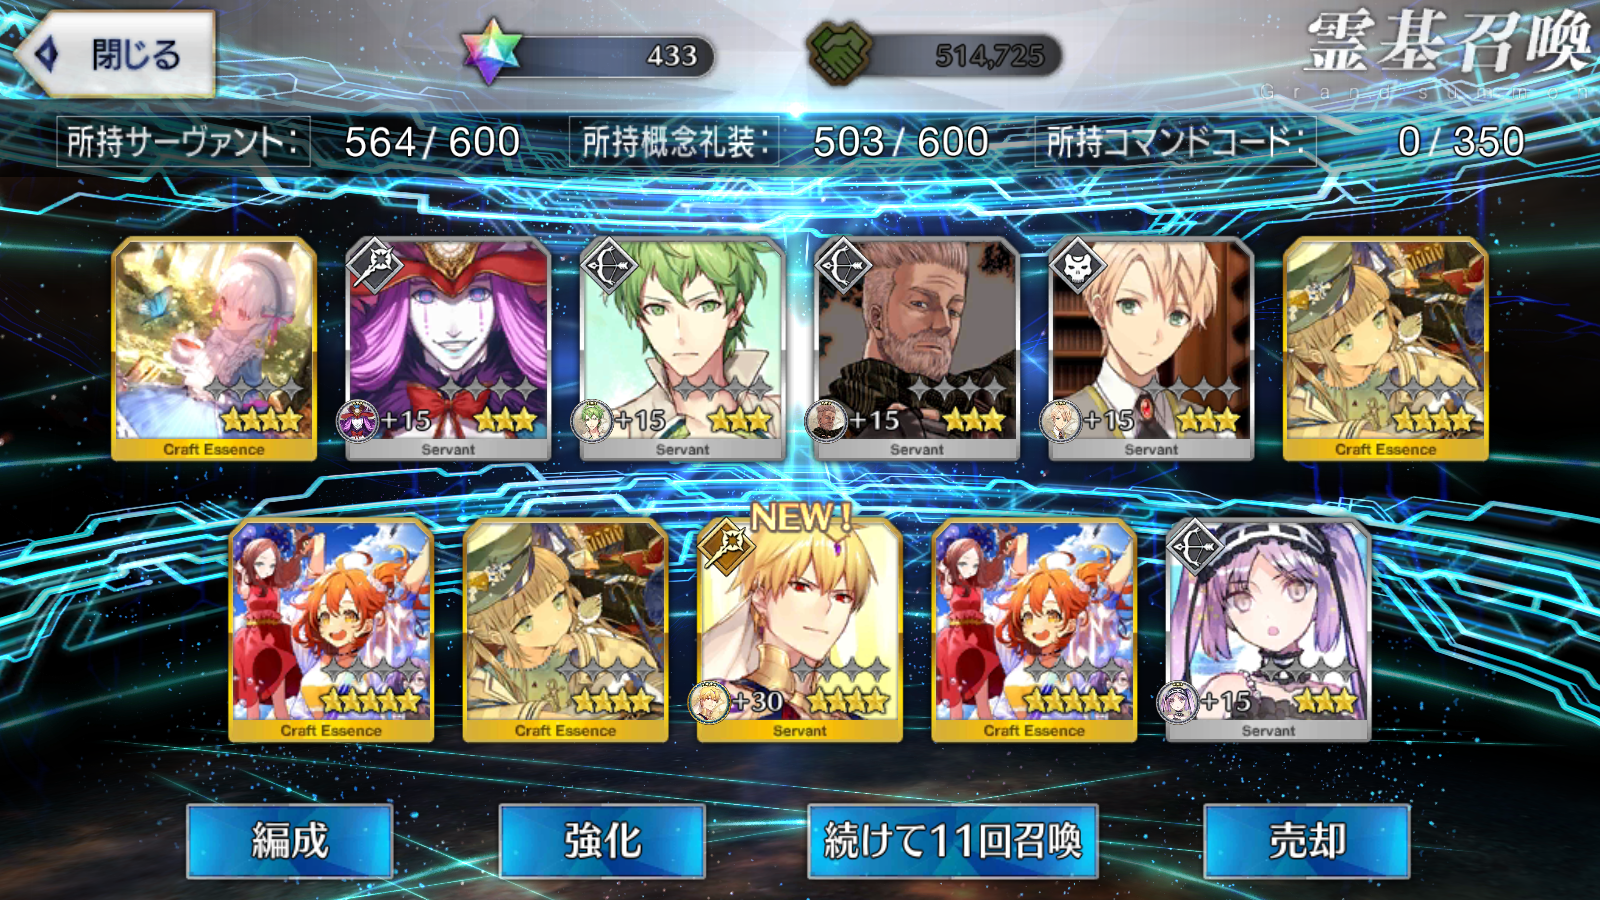 閉じる
433
514,725
霊基召喚
Grand summon
所持サーヴァント: 564/ 600
所持概念礼装: 503/ 600
所持コマンドコード: 0/ 350
Craft Essence
+15 Servant
+15 Servant
+15 Servant
+15 Servant
Craft Essence
Craft Essence
Craft Essence
NEW!
+30 Servant
Craft Essence
+15 Servant
編成
強化
続けて11回召喚
売却